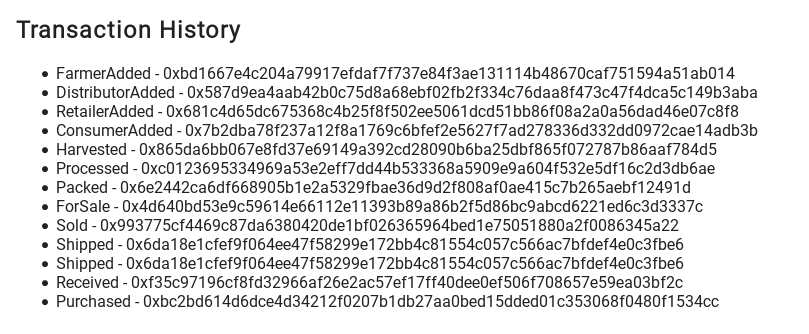 Transaction History
• FarmerAdded - 0xbd1667e4c204a79917efdaf7f737e84f3ae131114b48670caf751594a51ab014
• DistributorAdded - 0x587d9ea4aab42b0c75d8a68ebf02fb2f334c76daa8f473c47f4dca5c149b3aba
• RetailerAdded - 0x681c4d65dc675368c4b25f8f502ee5061dcd51bb86f08a2a0a56dad46e07c8f8
• ConsumerAdded - 0x7b2dba78f237a12f8a1769c6bfef2e5627f7ad278336d332dd0972cae14adb3b
• Harvested - 0x865da6bb067e8fd37e69149a392cd28090b6ba25dbf865f072787b86aaf784d5
• Processed - 0xc0123695334969a53e2eff7dd44b533368a5909e9a604f532e5df16c2d3db6ae
• Packed - 0x6e2442ca6df668905b1e2a5329fbae36d9d2f808af0ae415c7b265aebf12491d
• ForSale - 0x4d640bd53e9c59614e66112e11393b89a86b2f5d86bc9abcd6221ed6c3d3337c
• Sold - 0x993775cf4469c87da6380420de1bf026365964bed1e75051880a2f0086345a22
• Shipped - 0x6da18e1cfef9f064ee47f58299e172bb4c81554c057c566ac7bfdef4e0c3fbe6
• Shipped - 0x6da18e1cfef9f064ee47f58299e172bb4c81554c057c566ac7bfdef4e0c3fbe6
• Received - 0xf35c97196cf8fd32966af26e2ac57ef17ff40dee0ef506f708657e59ea03bf2c
• Purchased - 0xbc2bd614d6dce4d34212f0207b1db27aa0bed15dded01c353068f0480f1534cc